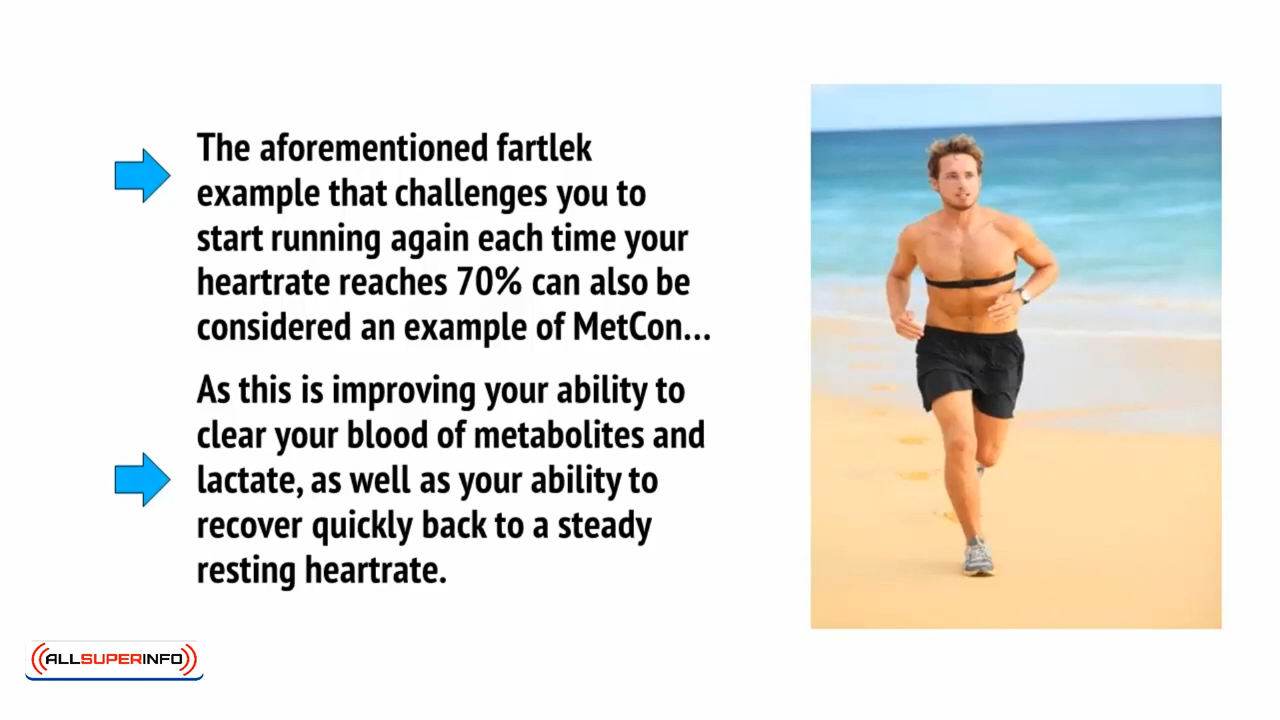 The aforementioned fartlek
example that challenges you to
start running again each time your
heartrate reaches 70% can also be
considered an example of MetCon...
As this is improving your ability to
clear your blood of metabolites and
lactate, as well as your ability to
recover quickly back to a steady
resting heartrate.
ALLSUPERINFO